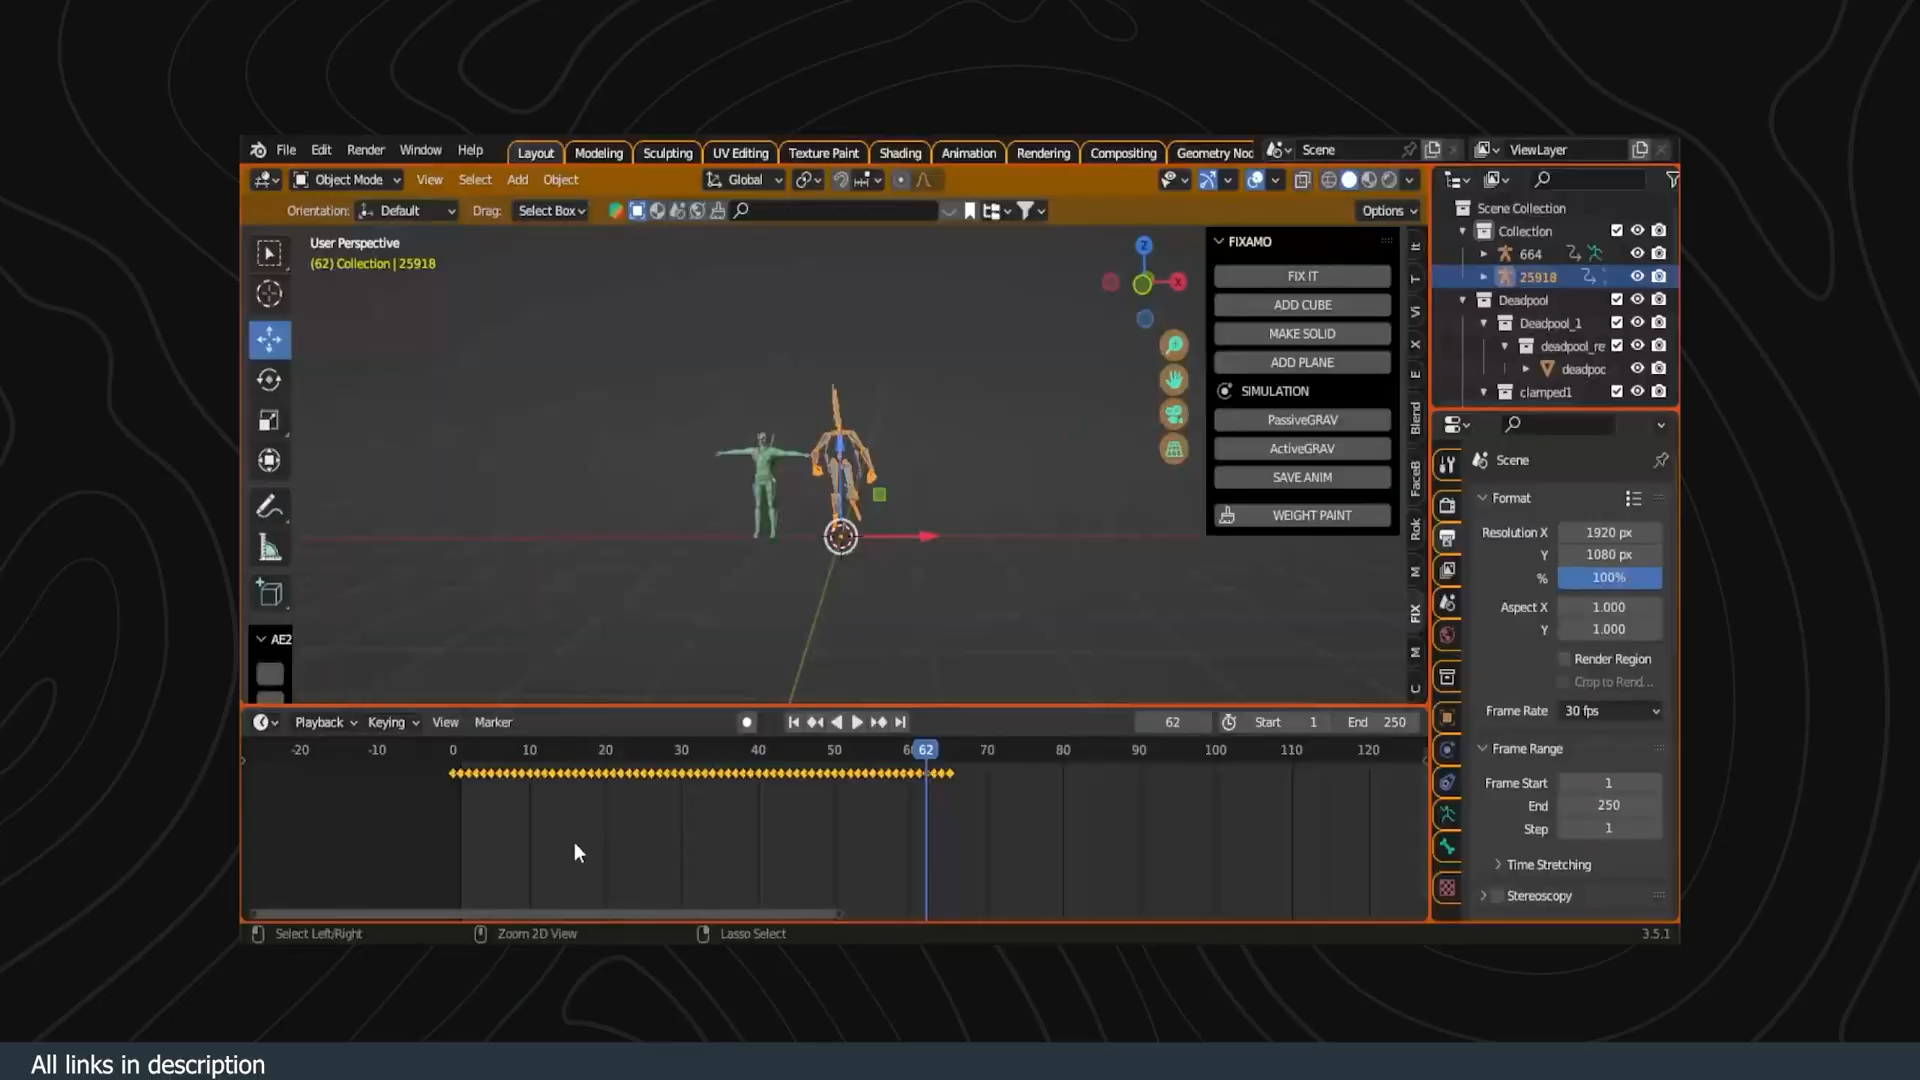 File Edit Render Window Help Layout Modeling Sculpting UV Editing Texture Paint Shading Animation Rendering Compositing Geometry Noc Scene ViewLayer
Object Mode View Select Add Object Global
Orientation: Default Drag: Select Box Options
User Perspective
(62) Collection | 25918
Z
X
AE2
FIXAMO
FIX IT
ADD CUBE
MAKE SOLID
ADD PLANE
SIMULATION
PassiveGRAV
ActiveGRAV
SAVE ANIM
WEIGHT PAINT
It
T
Vi
X
E
Blend
FaceB
Rok
M
FIX
M
C
Scene Collection
Collection
664
25918
Deadpool
Deadpool_1
deadpool_re
deadpoc
clamped1
Scene
Format
Resolution X 1920 px
Y 1080 px
% 100%
Aspect X 1.000
Y 1.000
Render Region
Crop to Rend...
Frame Rate 30 fps
Frame Range
Frame Start 1
End 250
Step 1
Time Stretching
Stereoscopy
Playback Keying View Marker 62 Start 1 End 250
-20 -10 0 10 20 30 40 50 6 62 70 80 90 100 110 120
Select Left/Right Zoom 2D View Lasso Select 3.5.1
All links in description